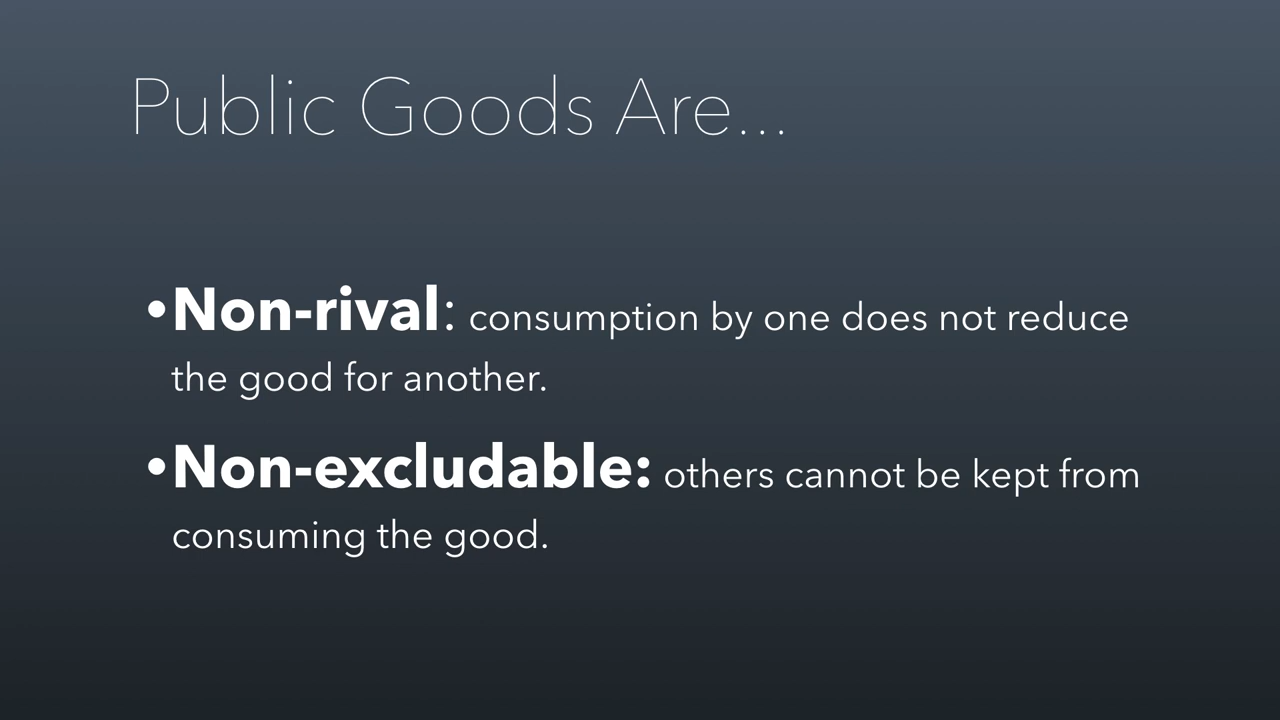 Public Goods Are...
•Non-rival: consumption by one does not reduce
the good for another.
•Non-excludable: others cannot be kept from
consuming the good.